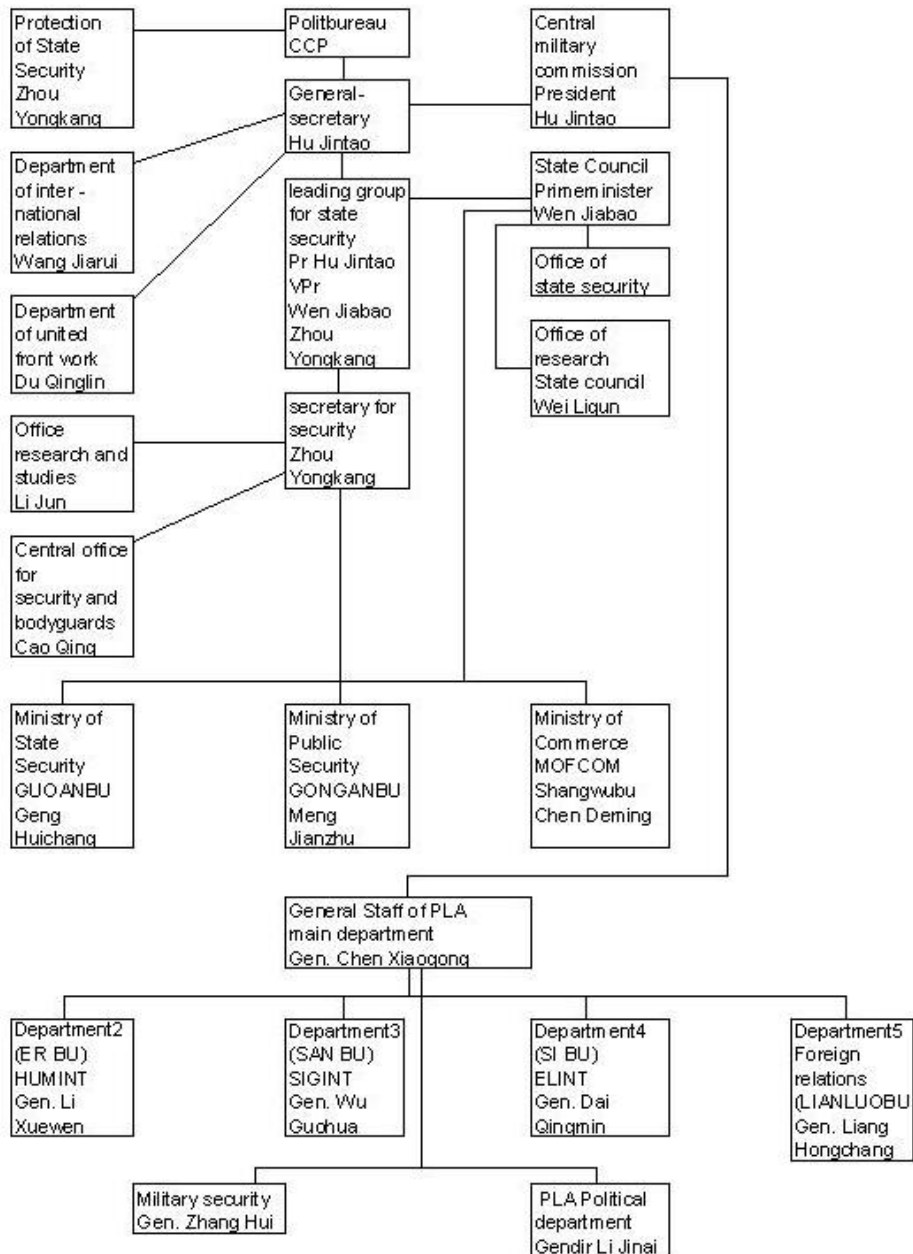 Protection
of State
Security
Zhou
Yongkang
Politbureau
CCP
Central
military
commission
President
Hu Jintao
General-
secretary
Hu Jintao
Department
of inter -
national
relations
Wang Jiarui
leading group
for state
security
Pr Hu Jintao
VPr
Wen Jiabao
Zhou
Yongkang
State Council
Primeminister
Wen Jiabao
Office of
state security
Department
of united
front work
Du Qinglin
Office of
research
State council
Wei Liqun
Office
research and
studies
Li Jun
secretary for
security
Zhou
Yongkang
Central office
for
security and
bodyguards
Cao Qing
Ministry of
State
Security
GUOANBU
Geng
Huichang
Ministry of
Public
Security
GONGANBU
Meng
Jianzhu
Ministry of
Commerce
MOFCOM
Shangwubu
Chen Deming
General Staff of PLA
main department
Gen. Chen Xiaogong
Department2
(ER BU)
HUMINT
Gen. Li
Xuewen
Department3
(SAN BU)
SIGINT
Gen. Wu
Guohua
Department4
(SI BU)
ELINT
Gen. Dai
Qingmin
Department5
Foreign
relations
(LIANLUOBU
Gen. Liang
Hongchang
Military security
Gen. Zhang Hui
PLA Political
department
Gendir Li Jinai